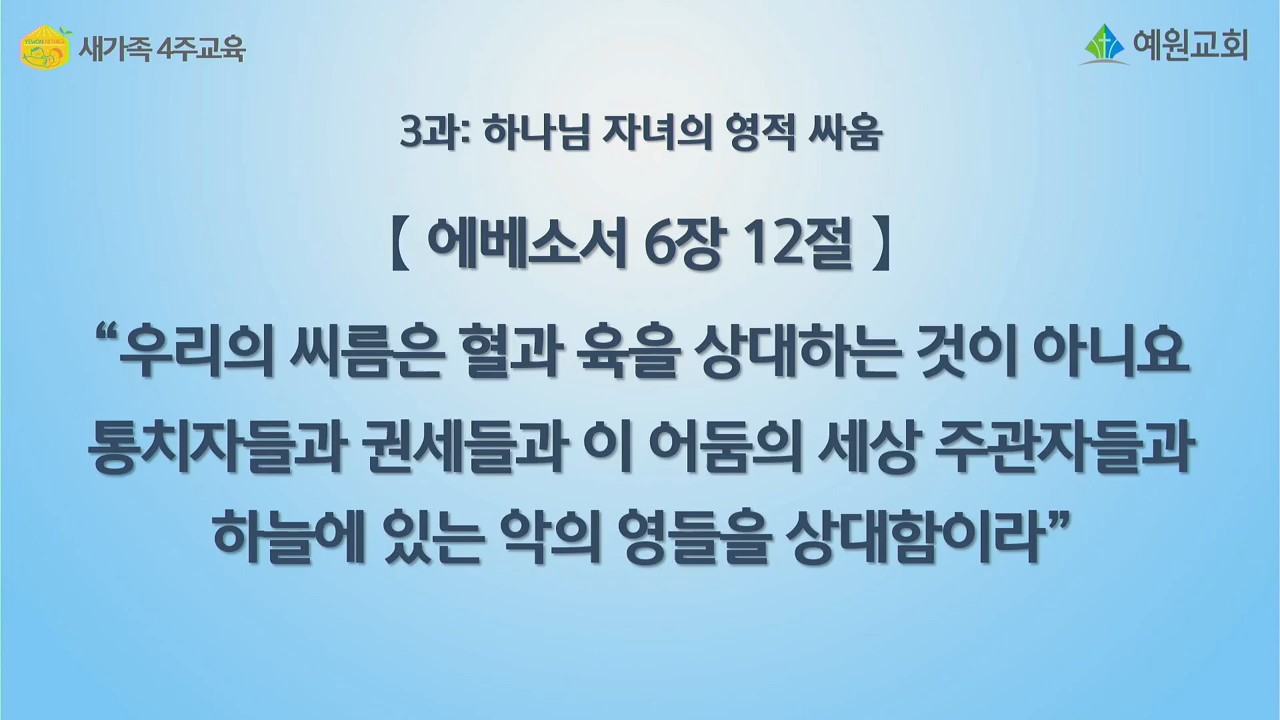 새가족 4주교육
예원교회
3과: 하나님 자녀의 영적 싸움
【 에베소서 6장 12절 】
“우리의 씨름은 혈과 육을 상대하는 것이 아니요
통치자들과 권세들과 이 어둠의 세상 주관자들과
하늘에 있는 악의 영들을 상대함이라”